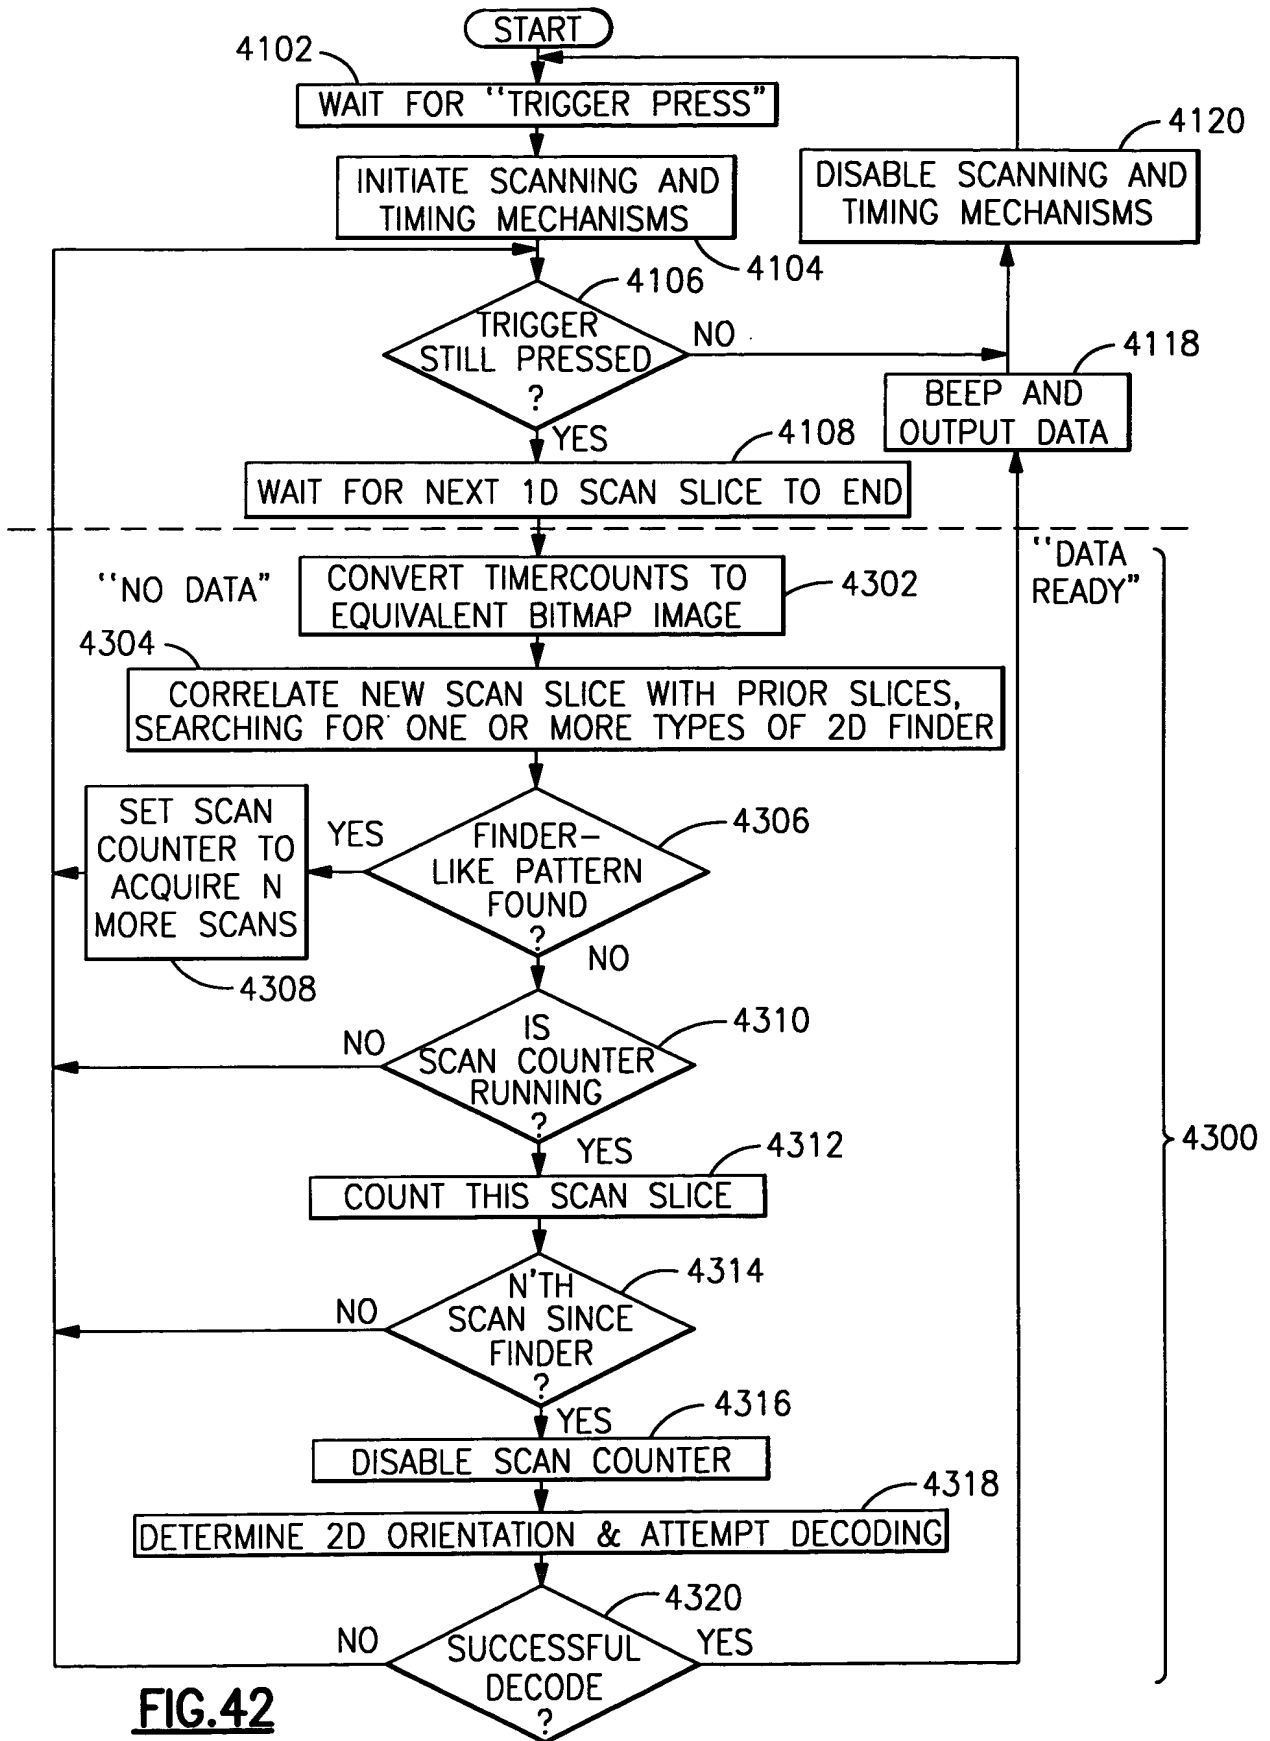 START
4102
WAIT FOR "TRIGGER PRESS"
4120
INITIATE SCANNING AND
TIMING MECHANISMS
DISABLE SCANNING AND
TIMING MECHANISMS
4104
4106
TRIGGER
STILL PRESSED
?
NO
4118
BEEP AND
OUTPUT DATA
YES
4108
WAIT FOR NEXT 1D SCAN SLICE TO END
"NO DATA"
"DATA
READY"
CONVERT TIMERCOUNTS TO
EQUIVALENT BITMAP IMAGE
4302
4304
CORRELATE NEW SCAN SLICE WITH PRIOR SLICES,
SEARCHING FOR ONE OR MORE TYPES OF 2D FINDER
SET SCAN
COUNTER TO
ACQUIRE N
MORE SCANS
YES
FINDER-
LIKE PATTERN
FOUND
?
4306
4308
NO
NO
IS
SCAN COUNTER
RUNNING
?
4310
4300
YES
4312
COUNT THIS SCAN SLICE
NO
N'TH
SCAN SINCE
FINDER
?
4314
YES
4316
DISABLE SCAN COUNTER
4318
DETERMINE 2D ORIENTATION & ATTEMPT DECODING
4320
NO
SUCCESSFUL
DECODE
?
YES
FIG.42